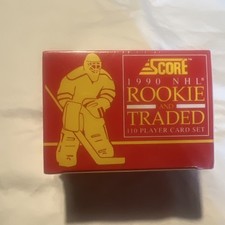 SCORE
1990 NHL®
ROOKIE
AND
TRADED
110 PLAYER CARD SET